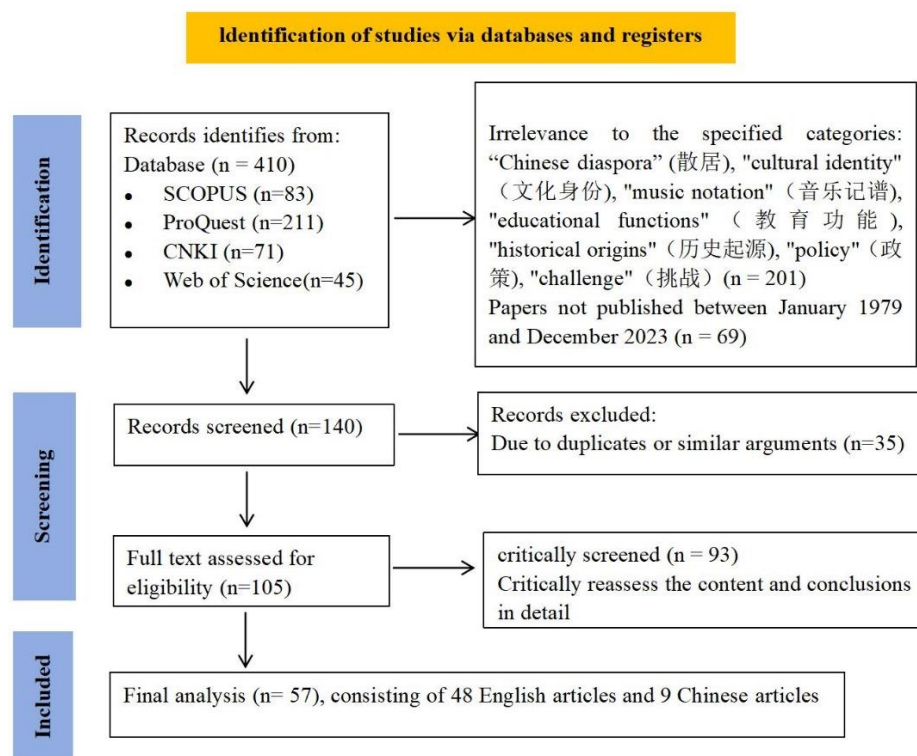 Identification of studies via databases and registers
Identification
Records identifies from:
Database (n = 410)
• SCOPUS (n=83)
• ProQuest (n=211)
• CNKI (n=71)
• Web of Science(n=45)
Irrelevance to the specified categories:
“Chinese diaspora” (散居), "cultural identity"
(文化身份), "music notation"（音乐记谱),
"educational functions" （教育功能),
"historical origins"（历史起源), "policy"（政
策), "challenge"（挑战）(n = 201)
Papers not published between January 1979
and December 2023 (n = 69)
Screening
Records screened (n=140)
Records excluded:
Due to duplicates or similar arguments (n=35)
Full text assessed for
eligibility (n=105)
critically screened (n = 93)
Critically reassess the content and conclusions
in detail
Included
Final analysis (n= 57), consisting of 48 English articles and 9 Chinese articles